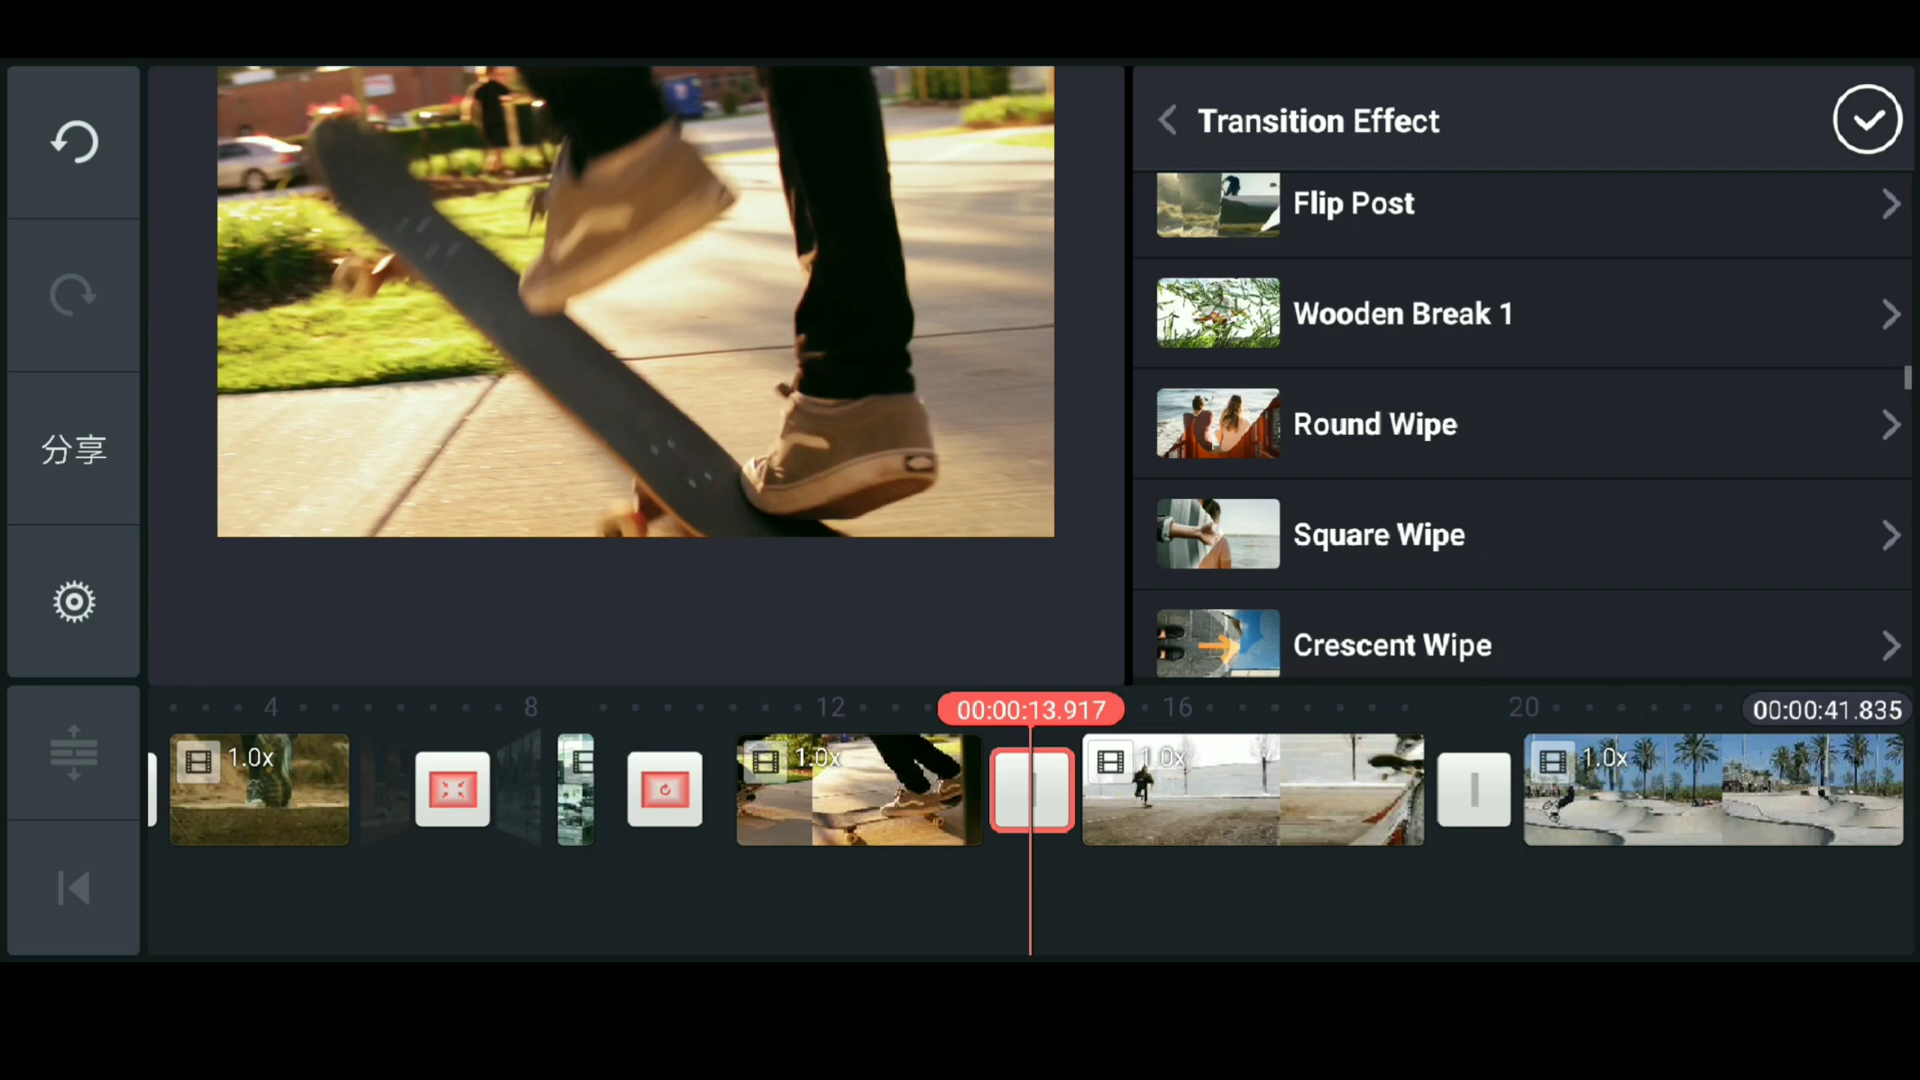 Transition Effect
Flip Post
Wooden Break 1
Round Wipe
Square Wipe
Crescent Wipe
分享
4
8
12
00:00:13.917
16
20
00:00:41.835
1.0x
1.0x
1.0x
1.0x